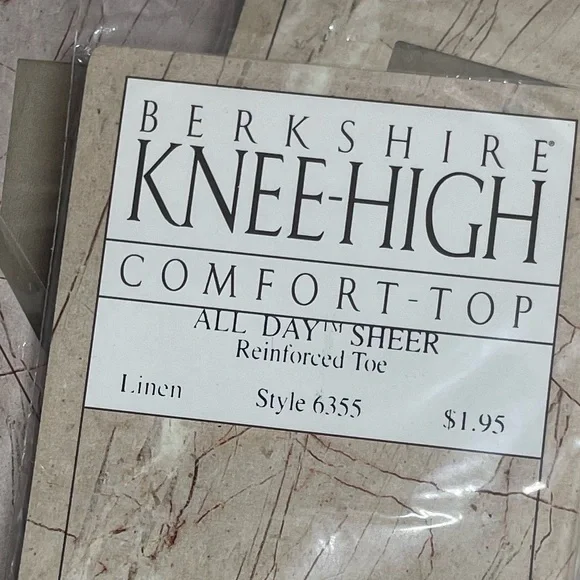 BERKSHIRE®
KNEE-HIGH
COMFORT-TOP
ALL DAY™ SHEER
Reinforced Toe
Linen Style 6355 $1.95